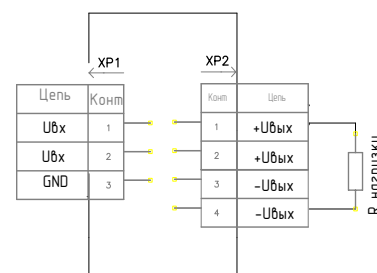 XP1 XP2
Цепь Конт Конт Цепь
Uвх 1 1 +Uвых
Uвх 2 2 +Uвых
GND 3 3 -Uвых
4 -Uвых
R нагрузки